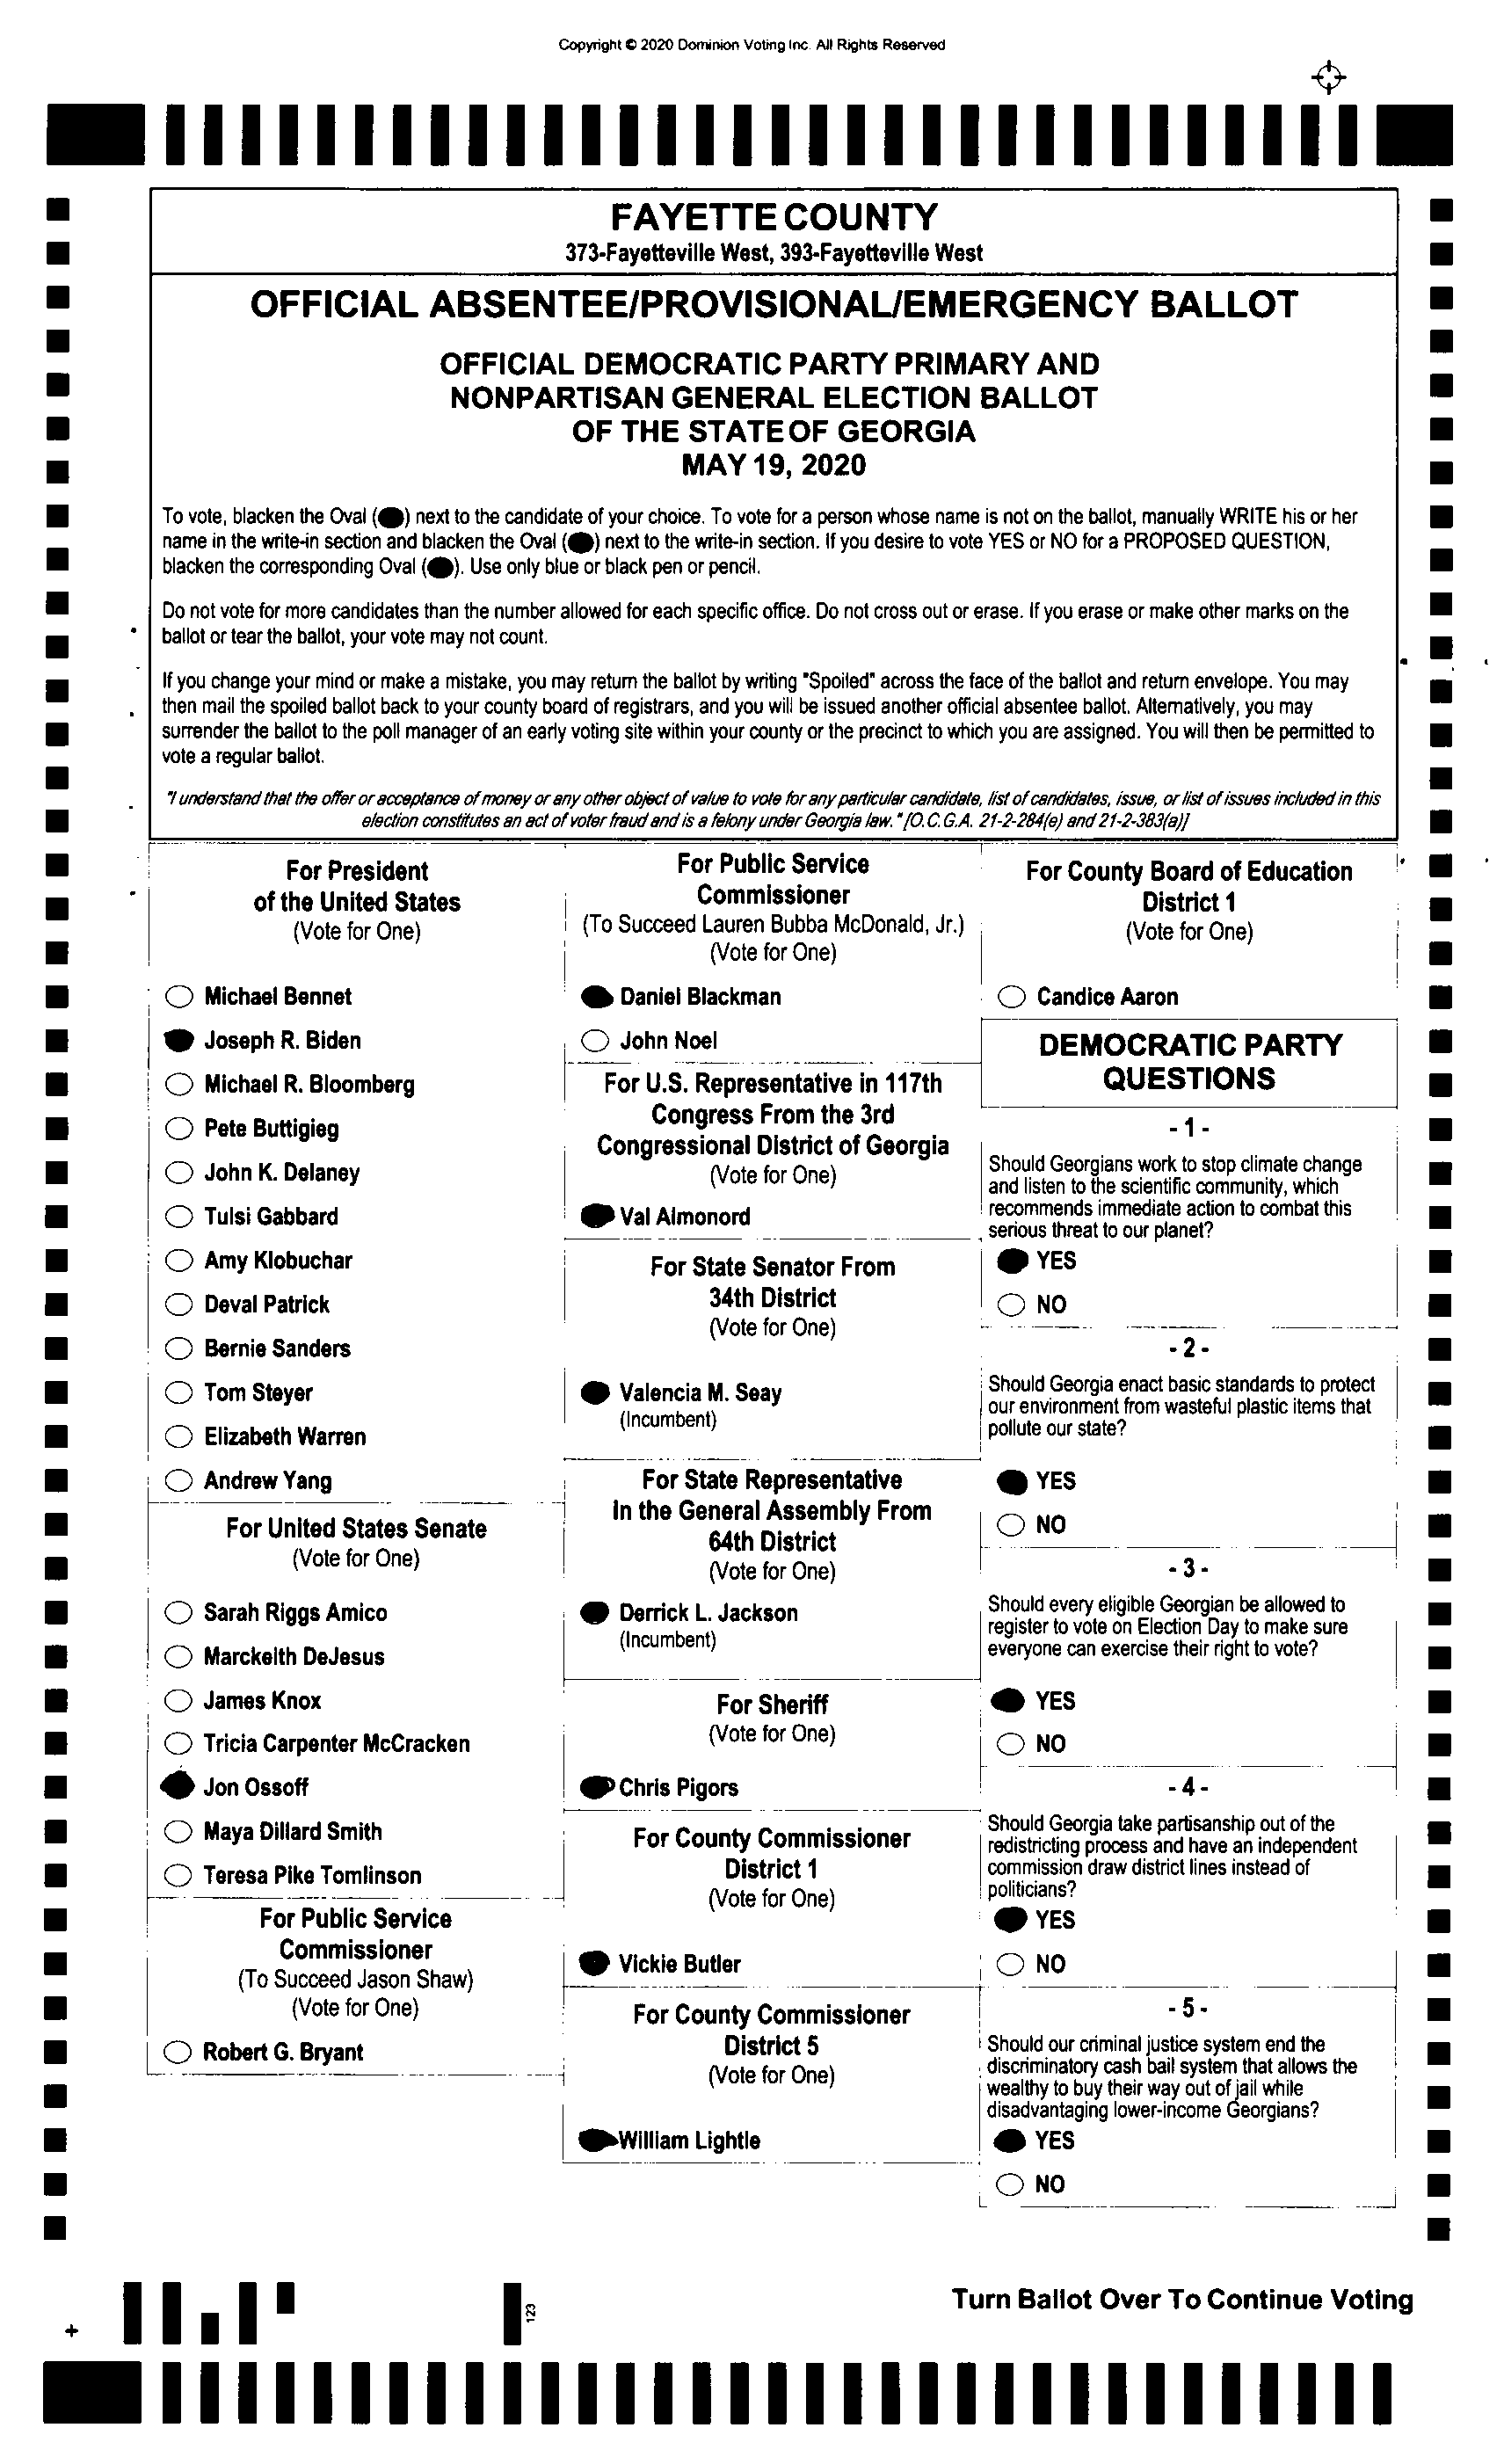 Copyright © 2020 Dominion Voting Inc. All Rights Reserved
FAYETTE COUNTY
373-Fayetteville West, 393-Fayetteville West
OFFICIAL ABSENTEE/PROVISIONAL/EMERGENCY BALLOT
OFFICIAL DEMOCRATIC PARTY PRIMARY AND
NONPARTISAN GENERAL ELECTION BALLOT
OF THE STATE OF GEORGIA
MAY 19, 2020
To vote, blacken the Oval (⬬) next to the candidate of your choice. To vote for a person whose name is not on the ballot, manually WRITE his or her
name in the write-in section and blacken the Oval (⬬) next to the write-in section. If you desire to vote YES or NO for a PROPOSED QUESTION,
blacken the corresponding Oval (⬬). Use only blue or black pen or pencil.
Do not vote for more candidates than the number allowed for each specific office. Do not cross out or erase. If you erase or make other marks on the
ballot or tear the ballot, your vote may not count.
If you change your mind or make a mistake, you may return the ballot by writing "Spoiled" across the face of the ballot and return envelope. You may
then mail the spoiled ballot back to your county board of registrars, and you will be issued another official absentee ballot. Alternatively, you may
surrender the ballot to the poll manager of an early voting site within your county or the precinct to which you are assigned. You will then be permitted to
vote a regular ballot.
"I understand that the offer or acceptance of money or any other object of value to vote for any particular candidate, list of candidates, issue, or list of issues included in this
election constitutes an act of voter fraud and is a felony under Georgia law." [O.C.G.A. 21-2-284(e) and 21-2-383(a)]
For President
of the United States
(Vote for One)
Michael Bennet
Joseph R. Biden
Michael R. Bloomberg
Pete Buttigieg
John K. Delaney
Tulsi Gabbard
Amy Klobuchar
Deval Patrick
Bernie Sanders
Tom Steyer
Elizabeth Warren
Andrew Yang
For United States Senate
(Vote for One)
Sarah Riggs Amico
Marckeith DeJesus
James Knox
Tricia Carpenter McCracken
Jon Ossoff
Maya Dillard Smith
Teresa Pike Tomlinson
For Public Service
Commissioner
(To Succeed Jason Shaw)
(Vote for One)
Robert G. Bryant
For Public Service
Commissioner
(To Succeed Lauren Bubba McDonald, Jr.)
(Vote for One)
Daniel Blackman
John Noel
For U.S. Representative in 117th
Congress From the 3rd
Congressional District of Georgia
(Vote for One)
Val Almonord
For State Senator From
34th District
(Vote for One)
Valencia M. Seay
(Incumbent)
For State Representative
In the General Assembly From
64th District
(Vote for One)
Derrick L. Jackson
(Incumbent)
For Sheriff
(Vote for One)
Chris Pigors
For County Commissioner
District 1
(Vote for One)
Vickie Butler
For County Commissioner
District 5
(Vote for One)
William Lightle
For County Board of Education
District 1
(Vote for One)
Candice Aaron
DEMOCRATIC PARTY
QUESTIONS
- 1 -
Should Georgians work to stop climate change
and listen to the scientific community, which
recommends immediate action to combat this
serious threat to our planet?
YES
NO
- 2 -
Should Georgia enact basic standards to protect
our environment from wasteful plastic items that
pollute our state?
YES
NO
- 3 -
Should every eligible Georgian be allowed to
register to vote on Election Day to make sure
everyone can exercise their right to vote?
YES
NO
- 4 -
Should Georgia take partisanship out of the
redistricting process and have an independent
commission draw district lines instead of
politicians?
YES
NO
- 5 -
Should our criminal justice system end the
discriminatory cash bail system that allows the
wealthy to buy their way out of jail while
disadvantaging lower-income Georgians?
YES
NO
123
Turn Ballot Over To Continue Voting